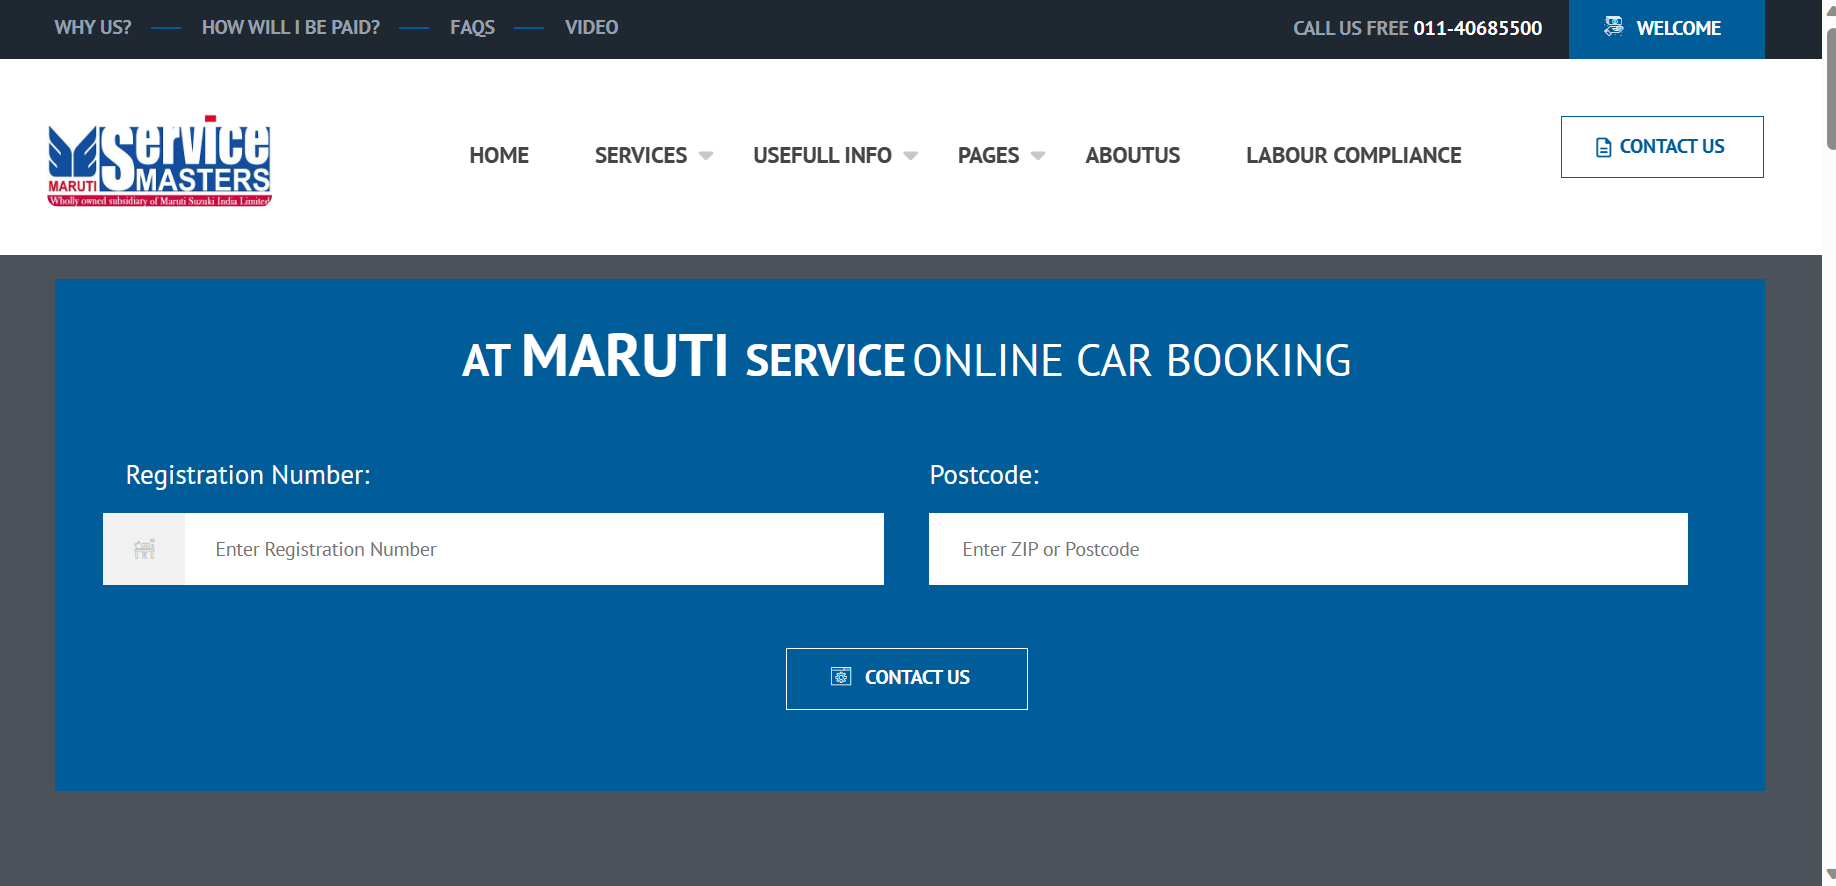 WHY US? HOW WILL I BE PAID? FAQS VIDEO CALL US FREE 011-40685500 WELCOME
Service
MARUTI MASTERS
Wholly owned subsidiary of Maruti Suzuki India Limited
HOME SERVICES USEFULL INFO PAGES ABOUTUS LABOUR COMPLIANCE CONTACT US
AT MARUTI SERVICE ONLINE CAR BOOKING
Registration Number: Postcode:
Enter Registration Number Enter ZIP or Postcode
CONTACT US